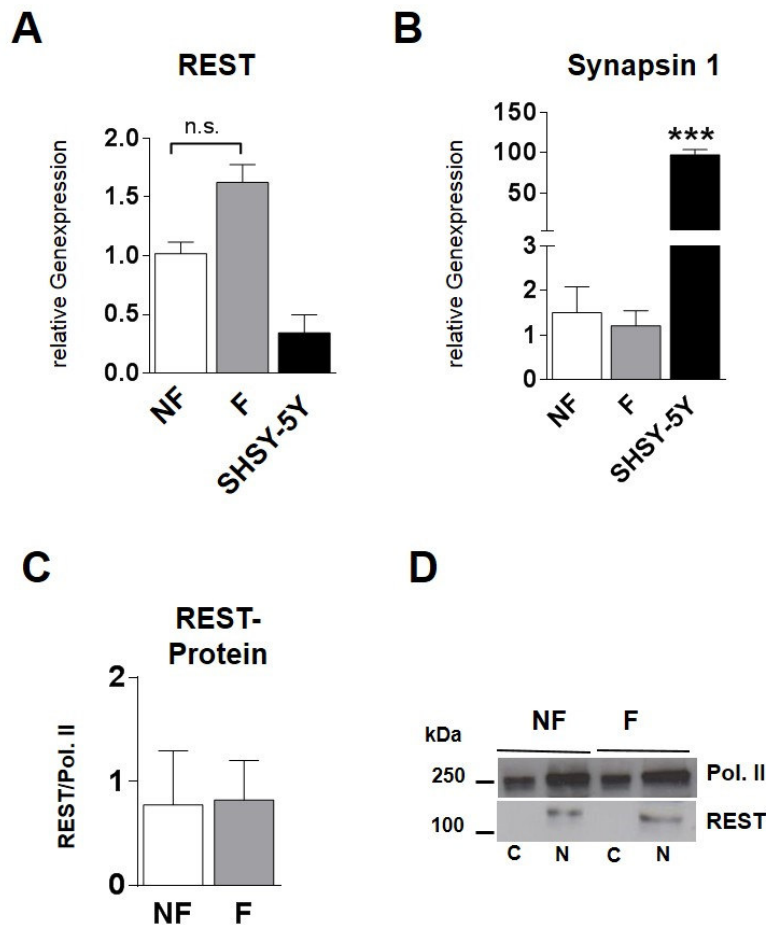 A
REST
relative Genexpression
2.0
1.5
1.0
0.5
0.0
n.s.
NF
F
SHSY-5Y
B
Synapsin 1
relative Genexpression
150
100
50
3
2
1
0
***
NF
F
SHSY-5Y
C
REST-
Protein
REST/Pol. II
2
1
0
NF
F
D
kDa
NF F
250
Pol. II
100
REST
C N C N